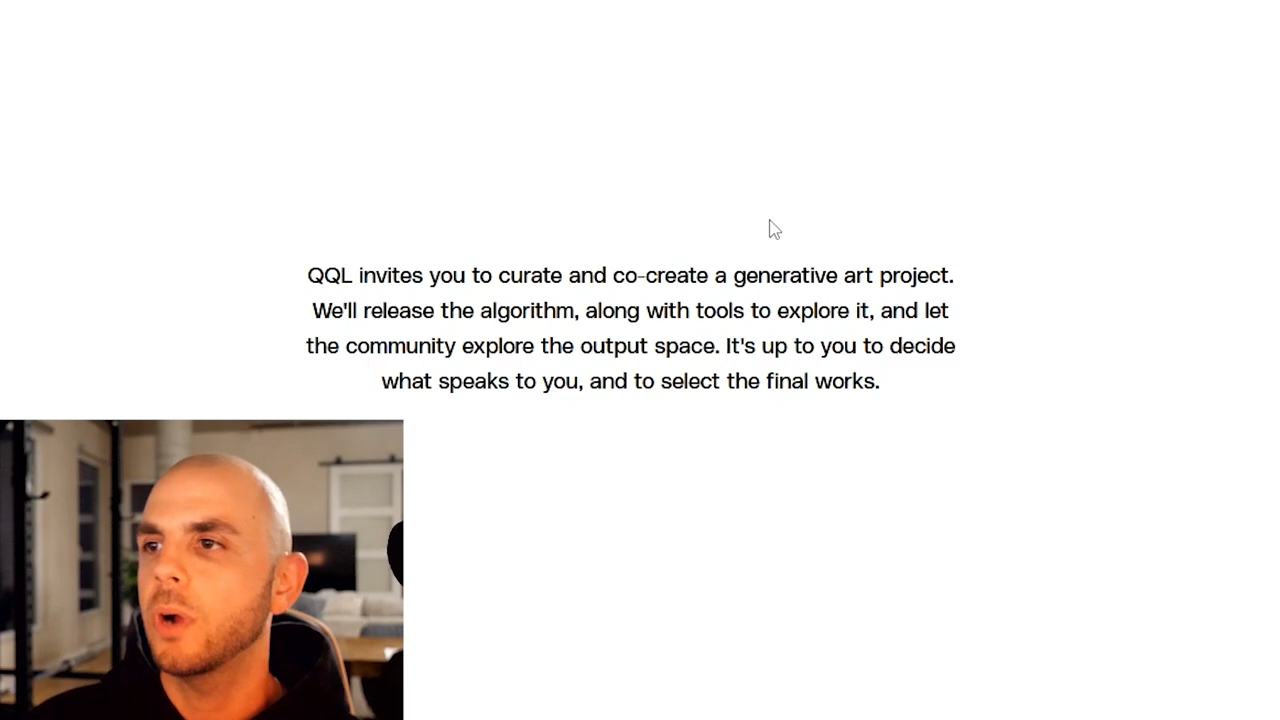 QQL invites you to curate and co-create a generative art project.
We'll release the algorithm, along with tools to explore it, and let
the community explore the output space. It's up to you to decide
what speaks to you, and to select the final works.